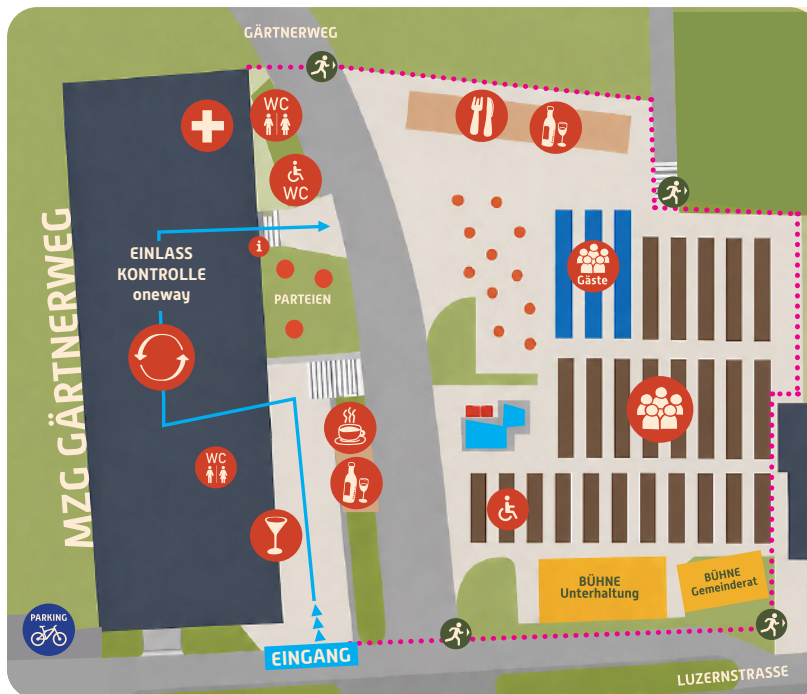 GÄRTNERWEG
WC
WC
MZG GÄRTNERWEG
EINLASS
KONTROLLE
oneway
i
PARTEIEN
Gäste
WC
BÜHNE
Unterhaltung
BÜHNE
Gemeinderat
PARKING
EINGANG
LUZERNSTRASSE